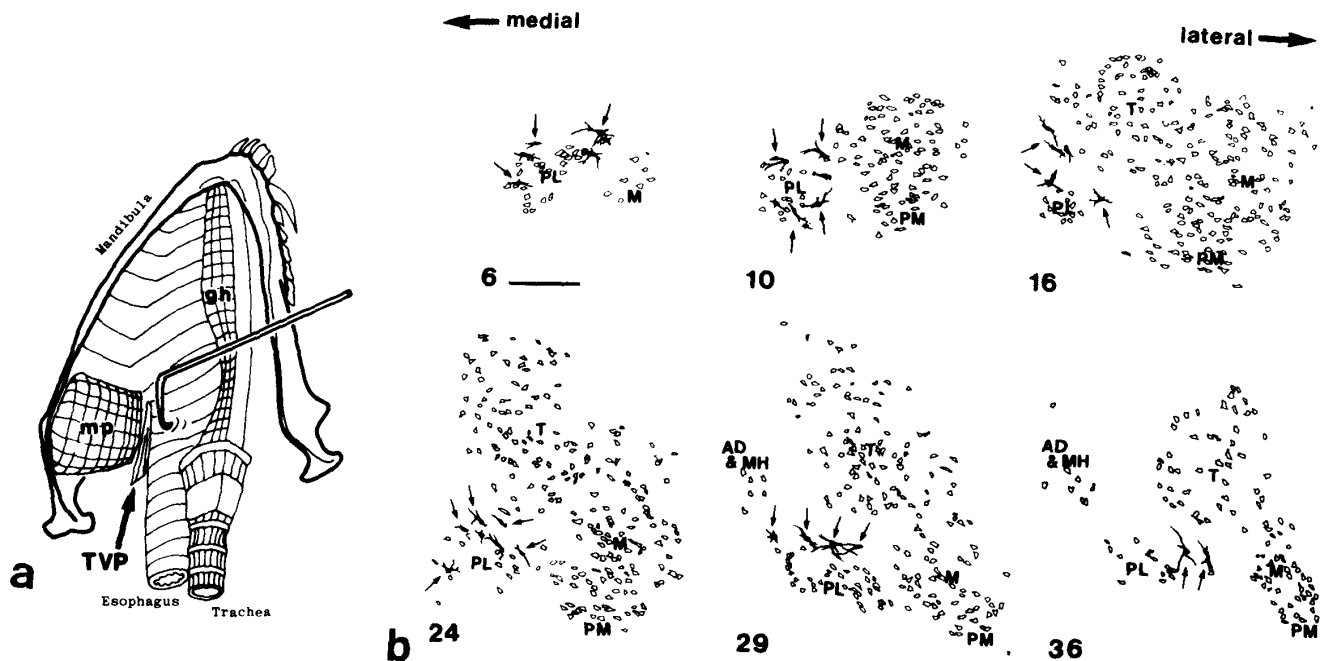 medial
lateral
Mandibula
gh
mp
TVP
Esophagus
Trachea
a
b
PL
M
6
PL
M
PM
10
T
PL
M
PM
16
T
PL
M
PM
24
AD
& MH
T
PL
M
PM
29
AD
& MH
T
PL
M
PM
36